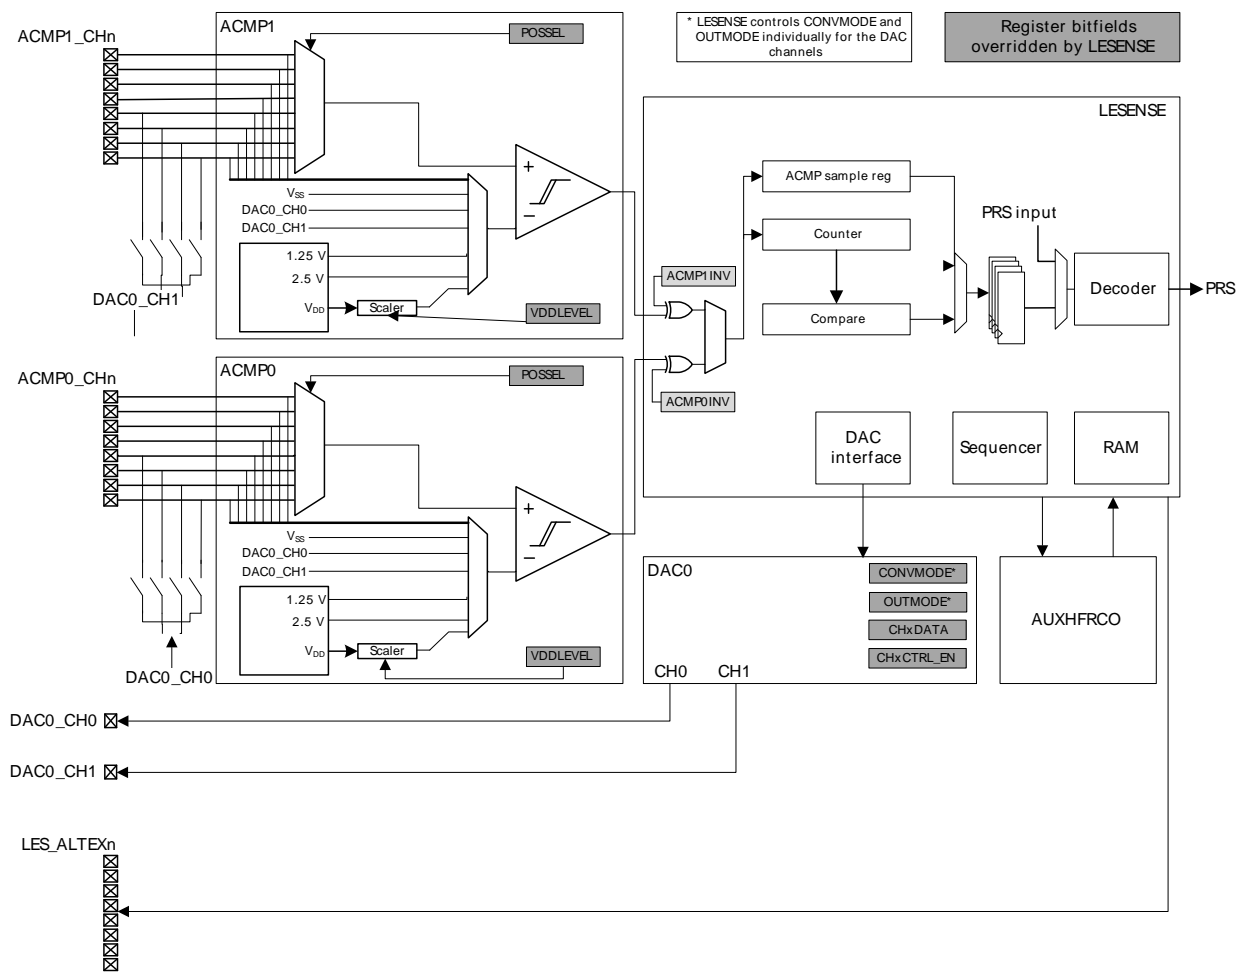 ACMP1_CHn
ACMP1
POSSEL
* LESENSE controls CONVMODE and
OUTMODE individually for the DAC
channels
Register bitfields
overridden by LESENSE
LESENSE
VSS
DAC0_CH0
DAC0_CH1
1.25 V
2.5 V
VDD
Scaler
VDDLEVEL
DAC0_CH1
ACMP sample reg
Counter
Compare
PRS input
Decoder
PRS
ACMP1INV
ACMP0INV
DAC
interface
Sequencer
RAM
ACMP0_CHn
ACMP0
POSSEL
VSS
DAC0_CH0
DAC0_CH1
1.25 V
2.5 V
VDD
Scaler
VDDLEVEL
DAC0_CH0
DAC0
CONVMODE*
OUTMODE*
CHxDATA
CHxCTRL_EN
CH0
CH1
AUXHFRCO
DAC0_CH0
DAC0_CH1
LES_ALTEXn